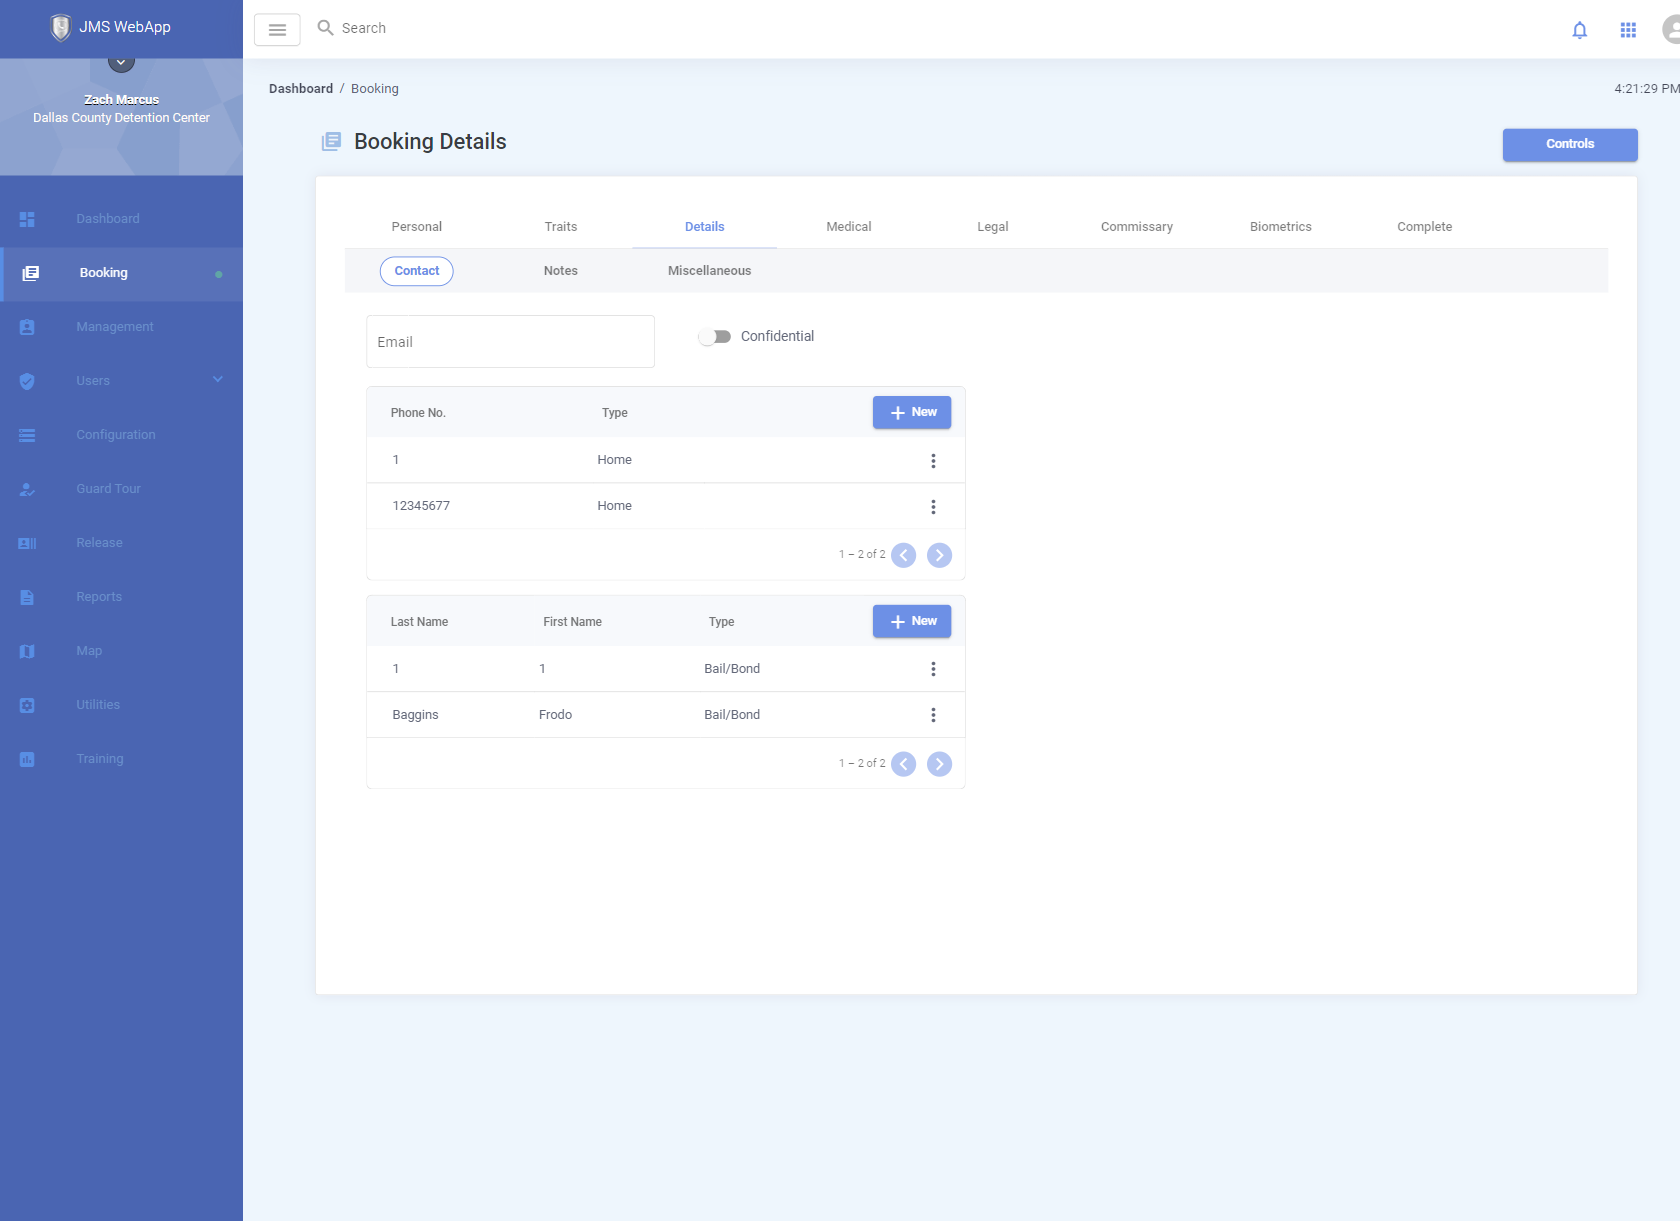 JMS WebApp
Search
Zach Marcus
Dallas County Detention Center
Dashboard
Booking
Management
Users
Configuration
Guard Tour
Release
Reports
Map
Utilities
Training
Dashboard / Booking
4:21:29 PM
Booking Details
Controls
Personal Traits Details Medical Legal Commissary Biometrics Complete
Contact Notes Miscellaneous
Email
Confidential
Phone No. Type New
1 Home
12345677 Home
1 – 2 of 2
Last Name First Name Type New
1 1 Bail/Bond
Baggins Frodo Bail/Bond
1 – 2 of 2